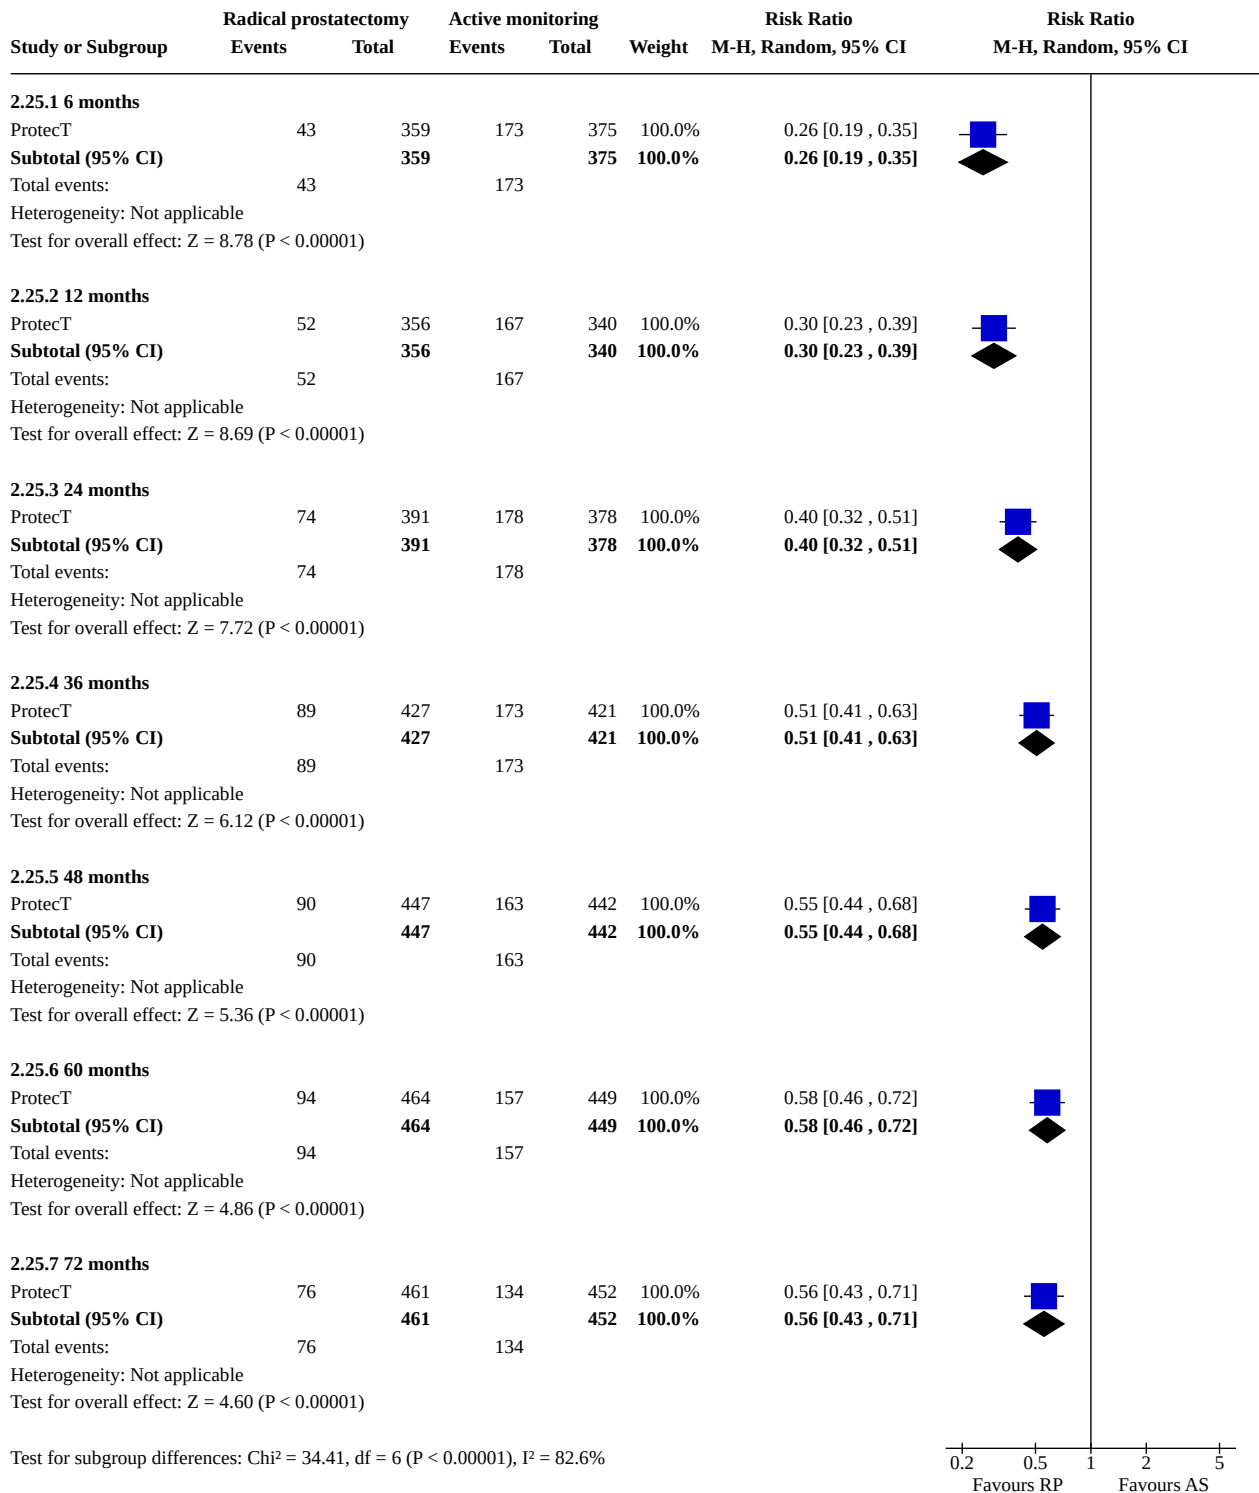 Radical prostatectomy Active monitoring Risk Ratio Risk Ratio
Study or Subgroup Events Total Events Total Weight M-H, Random, 95% CI M-H, Random, 95% CI
2.25.1 6 months
ProtecT 43 359 173 375 100.0% 0.26 [0.19 , 0.35]
Subtotal (95% CI) 359 375 100.0% 0.26 [0.19 , 0.35]
Total events: 43 173
Heterogeneity: Not applicable
Test for overall effect: Z = 8.78 (P < 0.00001)
2.25.2 12 months
ProtecT 52 356 167 340 100.0% 0.30 [0.23 , 0.39]
Subtotal (95% CI) 356 340 100.0% 0.30 [0.23 , 0.39]
Total events: 52 167
Heterogeneity: Not applicable
Test for overall effect: Z = 8.69 (P < 0.00001)
2.25.3 24 months
ProtecT 74 391 178 378 100.0% 0.40 [0.32 , 0.51]
Subtotal (95% CI) 391 378 100.0% 0.40 [0.32 , 0.51]
Total events: 74 178
Heterogeneity: Not applicable
Test for overall effect: Z = 7.72 (P < 0.00001)
2.25.4 36 months
ProtecT 89 427 173 421 100.0% 0.51 [0.41 , 0.63]
Subtotal (95% CI) 427 421 100.0% 0.51 [0.41 , 0.63]
Total events: 89 173
Heterogeneity: Not applicable
Test for overall effect: Z = 6.12 (P < 0.00001)
2.25.5 48 months
ProtecT 90 447 163 442 100.0% 0.55 [0.44 , 0.68]
Subtotal (95% CI) 447 442 100.0% 0.55 [0.44 , 0.68]
Total events: 90 163
Heterogeneity: Not applicable
Test for overall effect: Z = 5.36 (P < 0.00001)
2.25.6 60 months
ProtecT 94 464 157 449 100.0% 0.58 [0.46 , 0.72]
Subtotal (95% CI) 464 449 100.0% 0.58 [0.46 , 0.72]
Total events: 94 157
Heterogeneity: Not applicable
Test for overall effect: Z = 4.86 (P < 0.00001)
2.25.7 72 months
ProtecT 76 461 134 452 100.0% 0.56 [0.43 , 0.71]
Subtotal (95% CI) 461 452 100.0% 0.56 [0.43 , 0.71]
Total events: 76 134
Heterogeneity: Not applicable
Test for overall effect: Z = 4.60 (P < 0.00001)
Test for subgroup differences: Chi² = 34.41, df = 6 (P < 0.00001), I² = 82.6%
0.2 0.5 1 2 5
Favours RP Favours AS